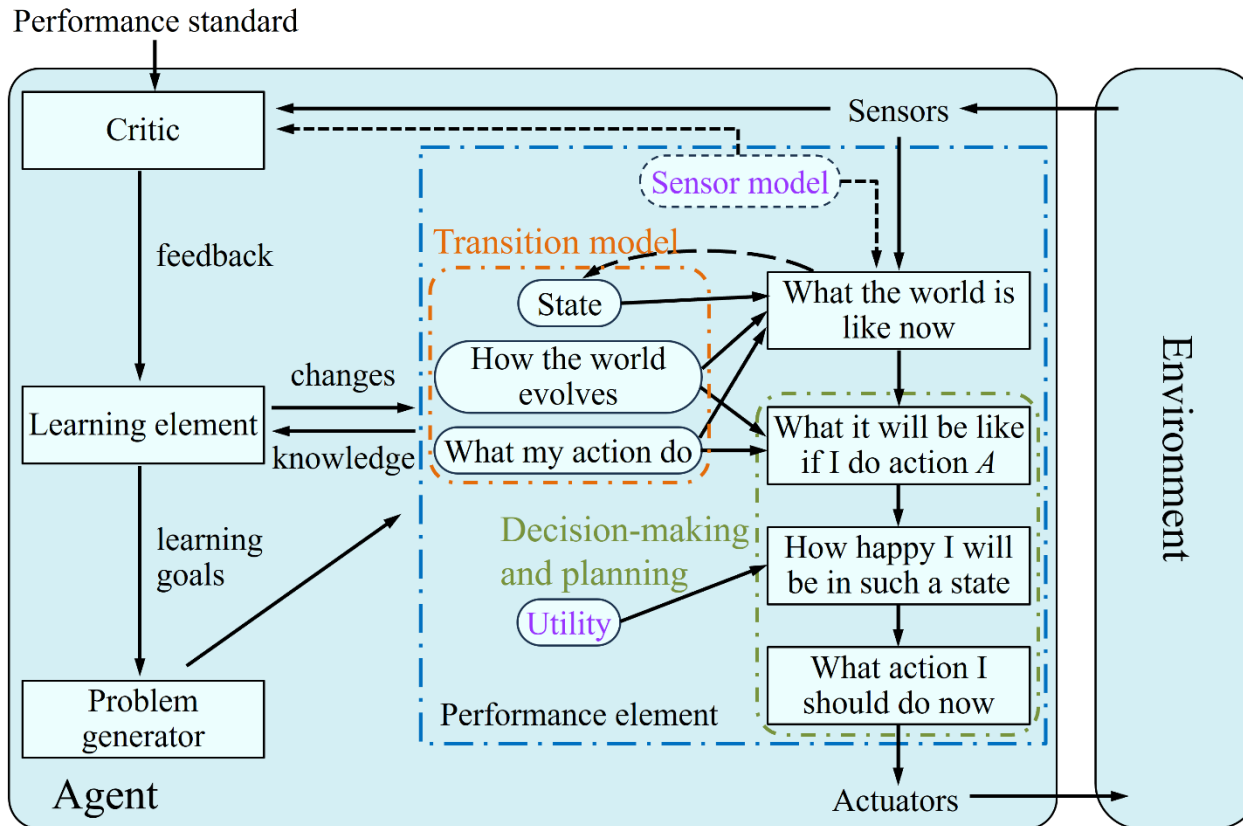 Performance standard
Critic
Sensors
Sensor model
feedback
Transition model
State
What the world is
like now
How the world
evolves
changes
Learning element
knowledge
What my action do
What it will be like
if I do action A
Decision-making
and planning
How happy I will
be in such a state
learning
goals
Utility
Problem
generator
What action I
should do now
Performance element
Agent
Actuators
Environment